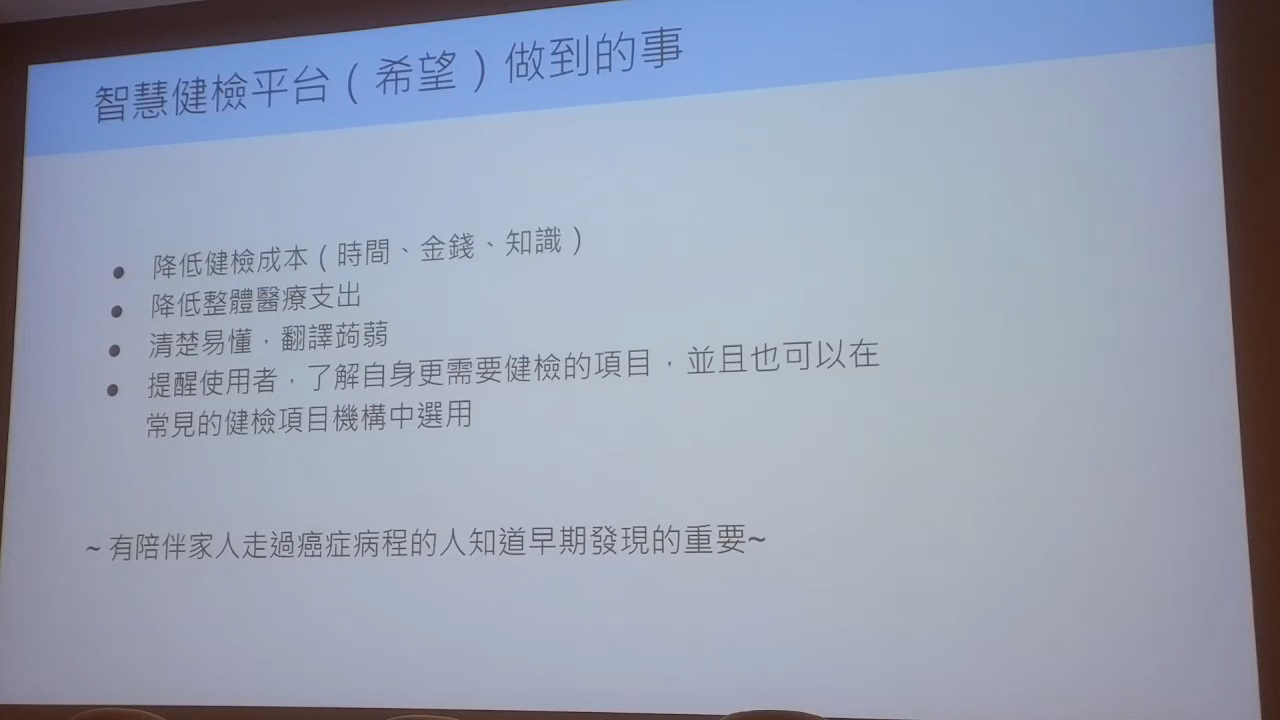 智慧健檢平台（希望）做到的事
● 降低健檢成本（時間、金錢、知識）
● 降低整體醫療支出
● 清楚易懂，翻譯蒟蒻
● 提醒使用者，了解自身更需要健檢的項目，並且也可以在
常見的健檢項目機構中選用
~ 有陪伴家人走過癌症病程的人知道早期發現的重要~